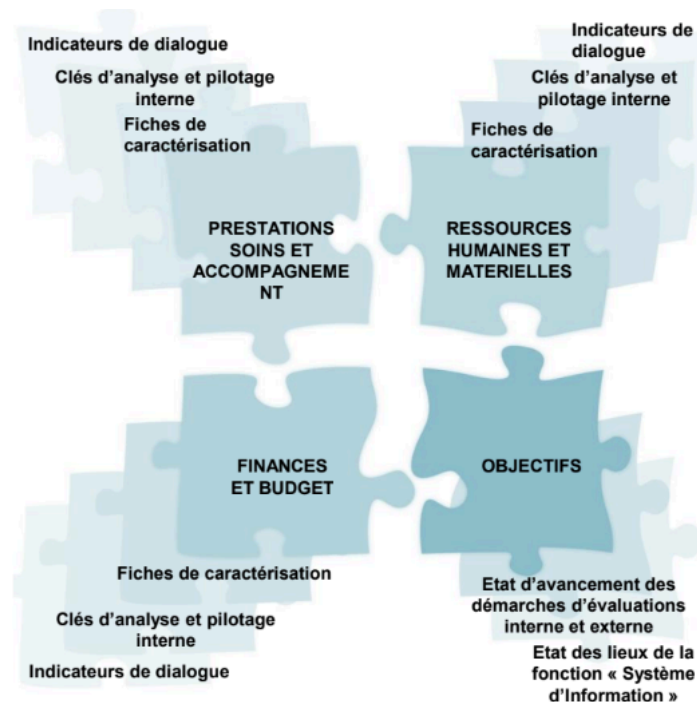 Indicateurs de dialogue
Clés d'analyse et pilotage
interne
Fiches de
caractérisation
PRESTATIONS
SOINS ET
ACCOMPAGNEME
NT
Indicateurs de
dialogue
Clés d'analyse et
pilotage interne
Fiches de
caractérisation
RESSOURCES
HUMAINES ET
MATERIELLES
FINANCES
ET BUDGET
Fiches de caractérisation
Clés d'analyse et pilotage
interne
Indicateurs de dialogue
OBJECTIFS
Etat d'avancement des
démarches d'évaluations
interne et externe
Etat des lieux de la
fonction « Système
d'Information »